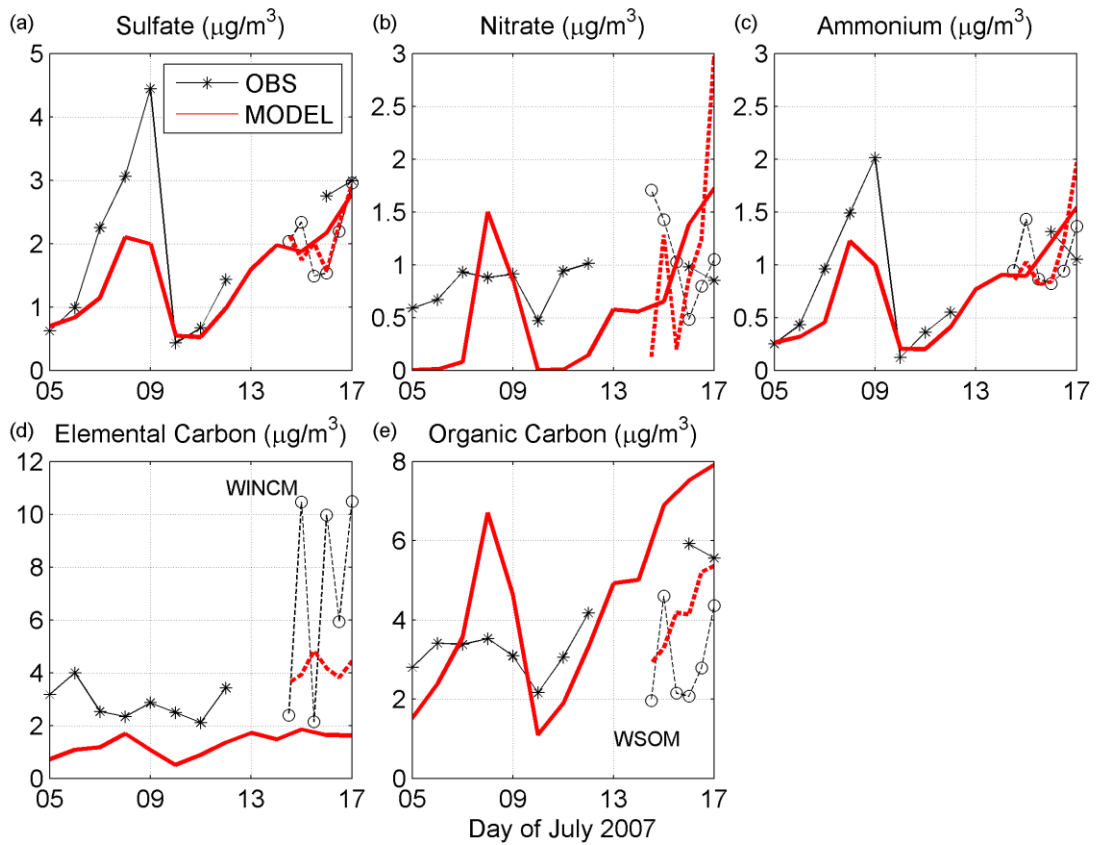 (a) Sulfate (μg/m³)
5
4
3
2
1
0
05 09 13 17
OBS
MODEL
(b) Nitrate (μg/m³)
3
2.5
2
1.5
1
0.5
0
05 09 13 17
(c) Ammonium (μg/m³)
3
2.5
2
1.5
1
0.5
0
05 09 13 17
(d) Elemental Carbon (μg/m³)
12
10
8
6
4
2
0
05 09 13 17
WINCM
(e) Organic Carbon (μg/m³)
8
6
4
2
0
05 09 13 17
WSOM
Day of July 2007